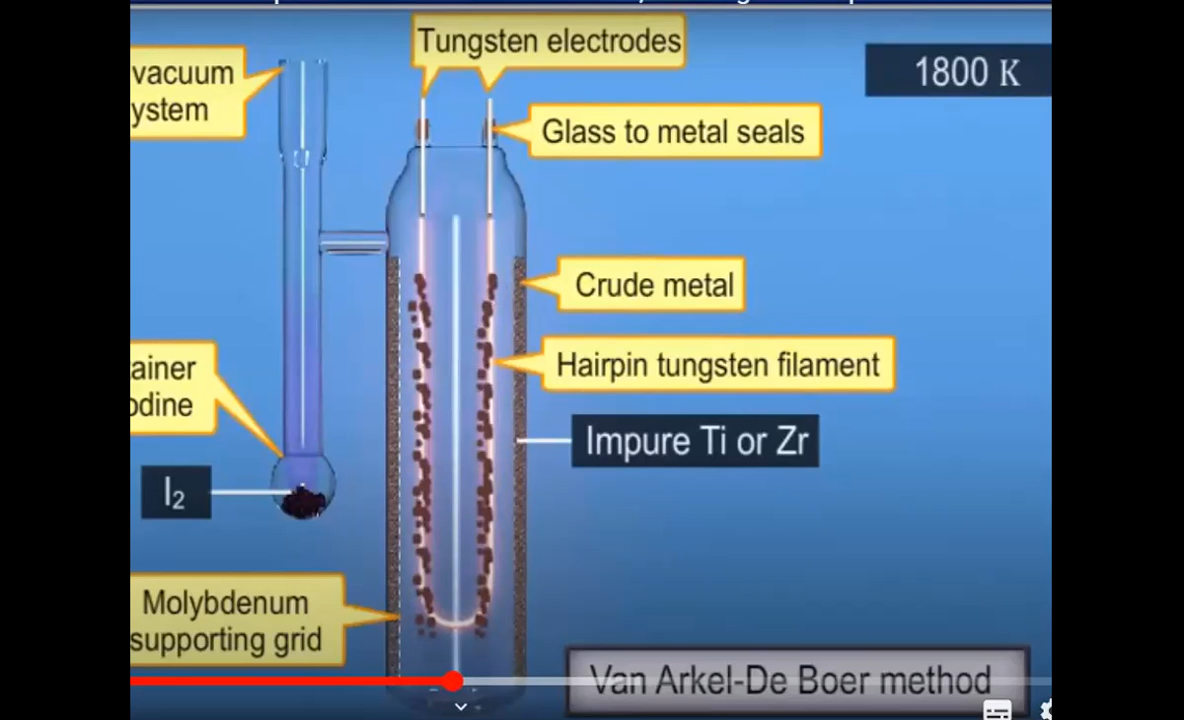 Tungsten electrodes
vacuum
ystem
1800 K
Glass to metal seals
Crude metal
Hairpin tungsten filament
ainer
odine
Impure Ti or Zr
I₂
Molybdenum
supporting grid
Van Arkel-De Boer method